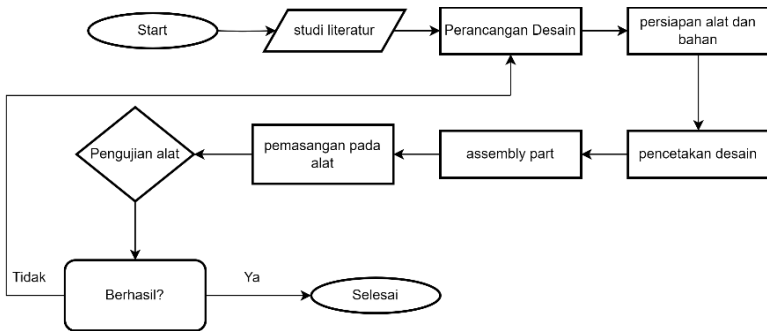 Start
studi literatur
Perancangan Desain
persiapan alat dan
bahan
Pengujian alat
pemasangan pada
alat
assembly part
pencetakan desain
Tidak
Berhasil?
Ya
Selesai